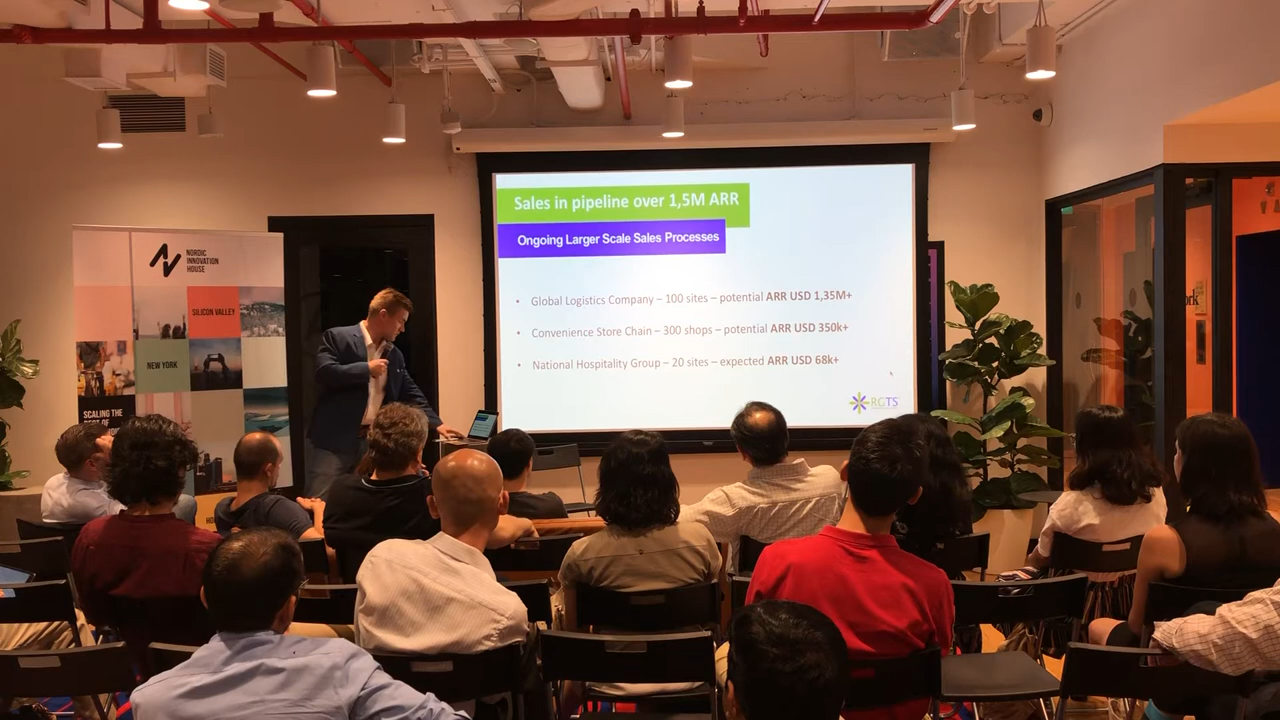 NORDIC
INNOVATION
HOUSE
SILICON VALLEY
NEW YORK
SCALING THE
BEST OF
Sales in pipeline over 1,5M ARR
Ongoing Larger Scale Sales Processes
• Global Logistics Company – 100 sites – potential ARR USD 1,35M+
• Convenience Store Chain – 300 shops – potential ARR USD 350k+
• National Hospitality Group – 20 sites – expected ARR USD 68k+
RGTS